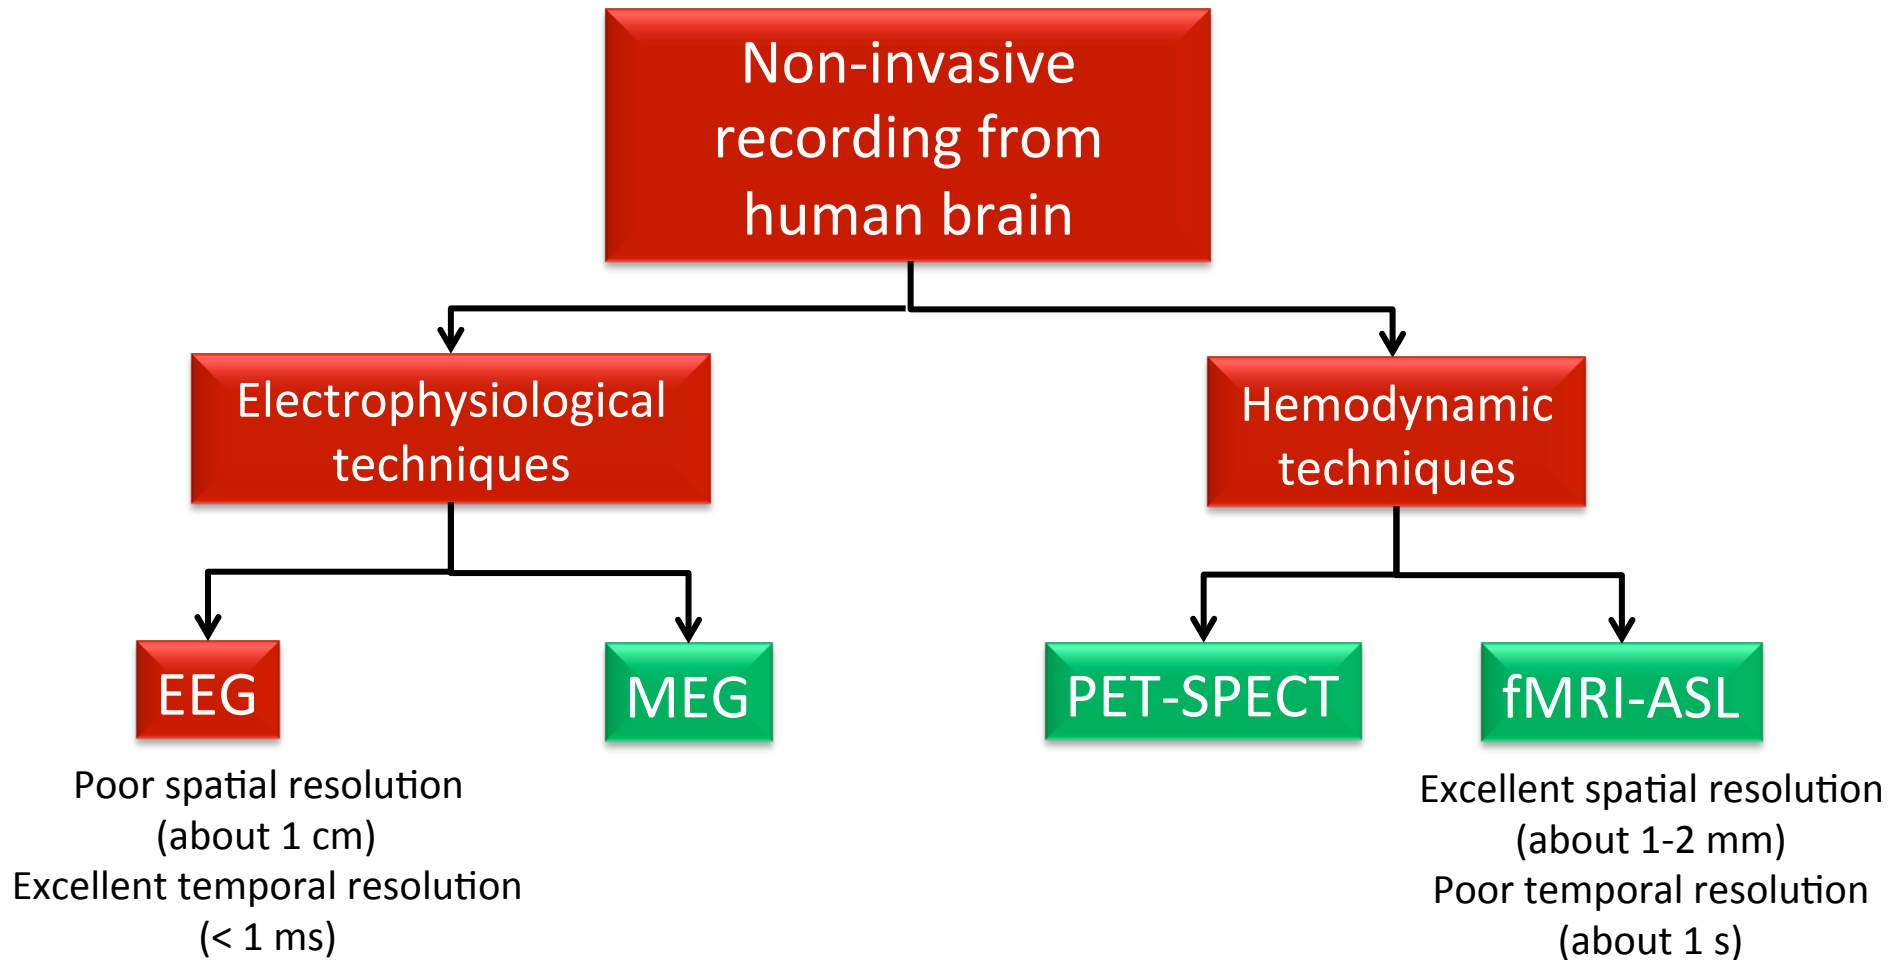 Non-invasive
recording from
human brain
Electrophysiological
techniques
Hemodynamic
techniques
EEG
MEG
PET-SPECT
fMRI-ASL
Poor spatial resolution
(about 1 cm)
Excellent temporal resolution
(< 1 ms)
Excellent spatial resolution
(about 1-2 mm)
Poor temporal resolution
(about 1 s)